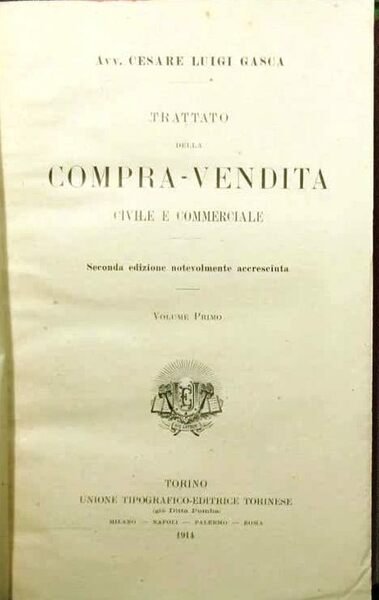 Avv. CESARE LUIGI GASCA
TRATTATO
DELLA
COMPRA-VENDITA
CIVILE E COMMERCIALE
Seconda edizione notevolmente accresciuta
VOLUME PRIMO
TORINO
UNIONE TIPOGRAFICO-EDITRICE TORINESE
(già Ditta Pomba)
MILANO — NAPOLI — PALERMO — ROMA
1914